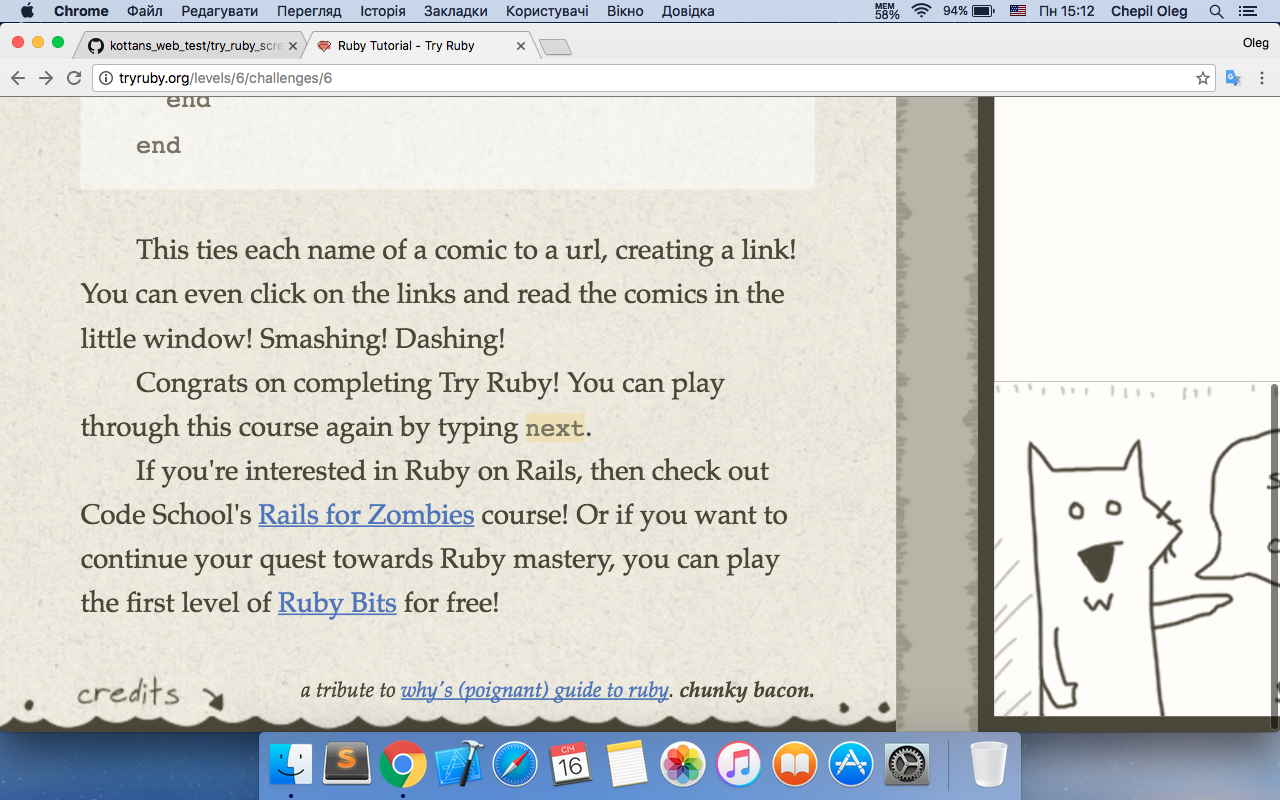 Chrome Файл Редагувати Перегляд Історія Закладки Користувачі Вікно Довідка MEM 58% 94% Пн 15:12 Chepil Oleg
kottans_web_test/try_ruby_scre Ruby Tutorial - Try Ruby Oleg
tryruby.org/levels/6/challenges/6
end
end
This ties each name of a comic to a url, creating a link!
You can even click on the links and read the comics in the
little window! Smashing! Dashing!
Congrats on completing Try Ruby! You can play
through this course again by typing next.
If you're interested in Ruby on Rails, then check out
Code School's Rails for Zombies course! Or if you want to
continue your quest towards Ruby mastery, you can play
the first level of Ruby Bits for free!
credits a tribute to why's (poignant) guide to ruby. chunky bacon.
СІЧ
16